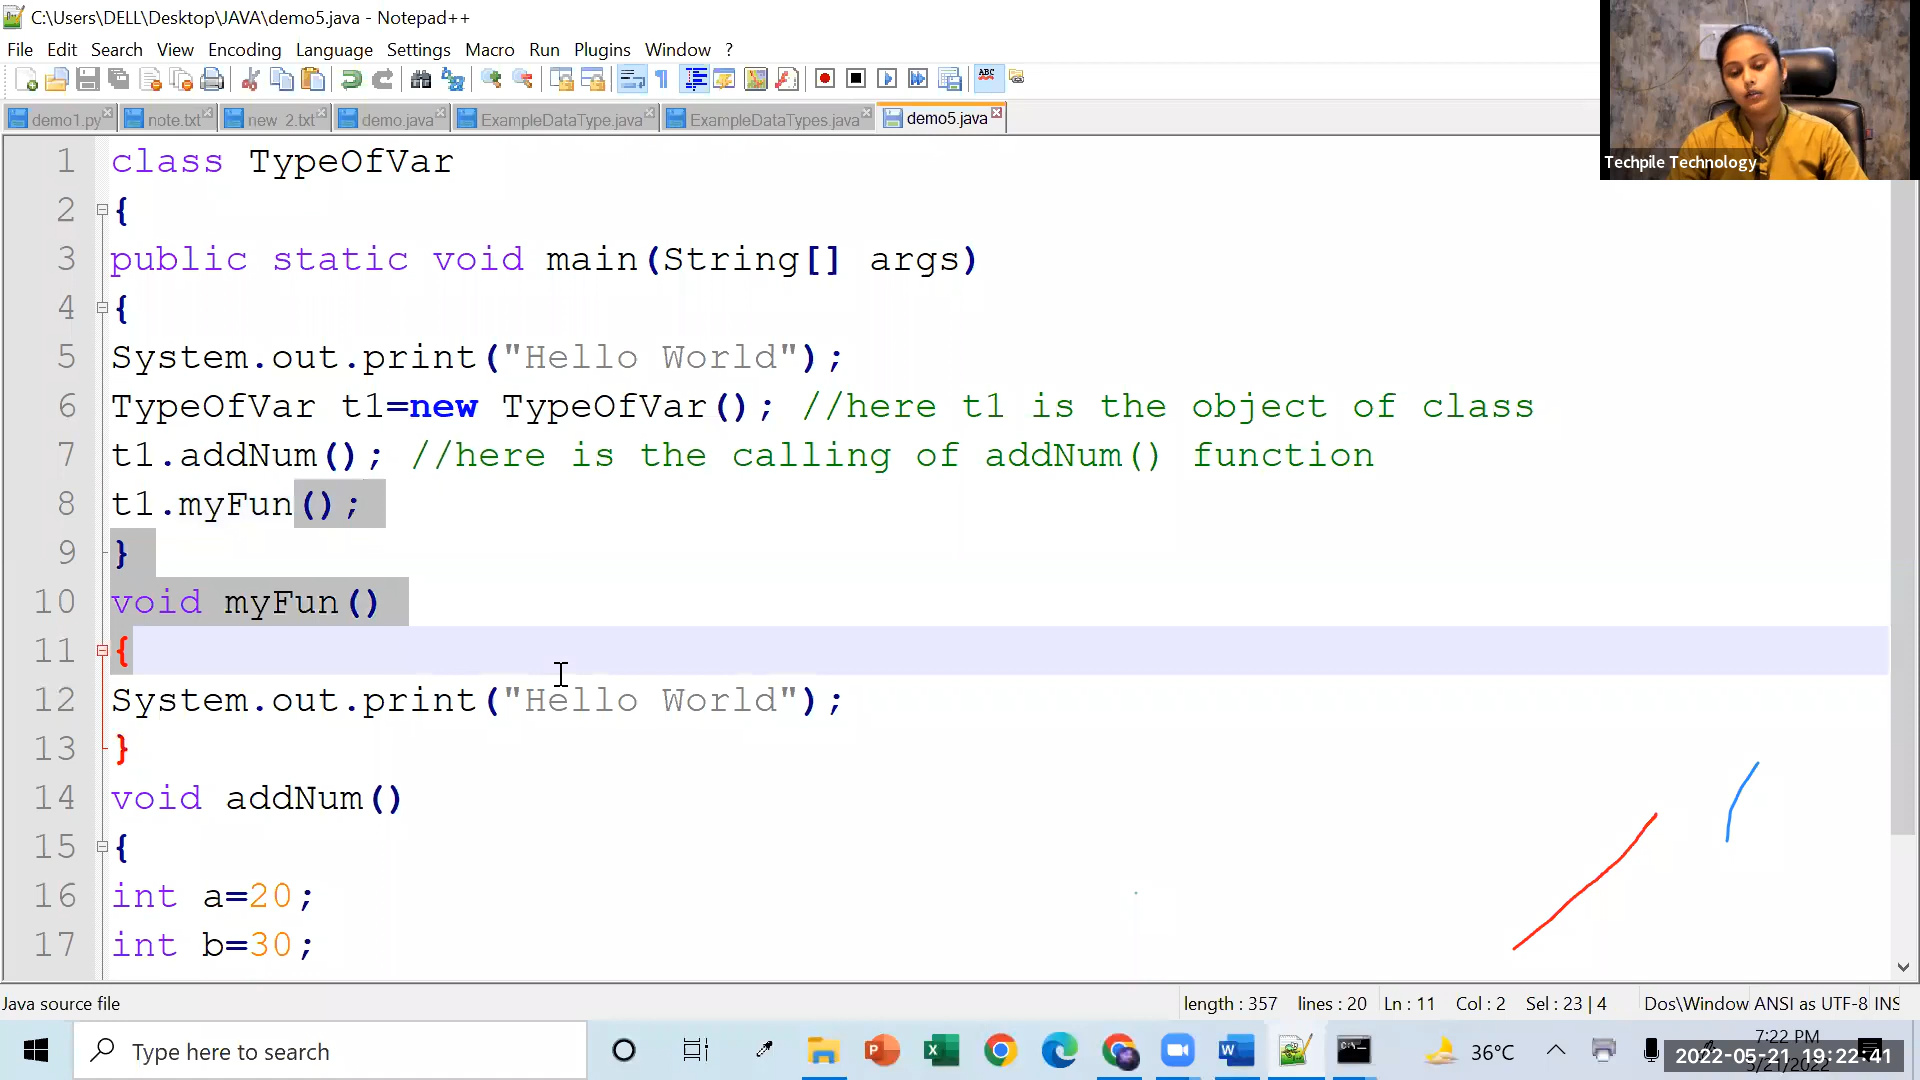 C:\Users\DELL\Desktop\JAVA\demo5.java - Notepad++
File Edit Search View Encoding Language Settings Macro Run Plugins Window ?
ABC
demo1.py note.txt new 2.txt demo.java ExampleDataType.java ExampleDataTypes.java demo5.java
Techpile Technology
1 class TypeOfVar
2 {
3 public static void main(String[] args)
4 {
5 System.out.print("Hello World");
6 TypeOfVar t1=new TypeOfVar(); //here t1 is the object of class
7 t1.addNum(); //here is the calling of addNum() function
8 t1.myFun();
9 }
10 void myFun()
11 {
12 System.out.print("Hello World");
13 }
14 void addNum()
15 {
16 int a=20;
17 int b=30;
Java source file length : 357 lines : 20 Ln : 11 Col : 2 Sel : 23 | 4 Dos\Window ANSI as UTF-8 INS
Type here to search
36°C
7:22 PM
2022-05-21 19:22:41